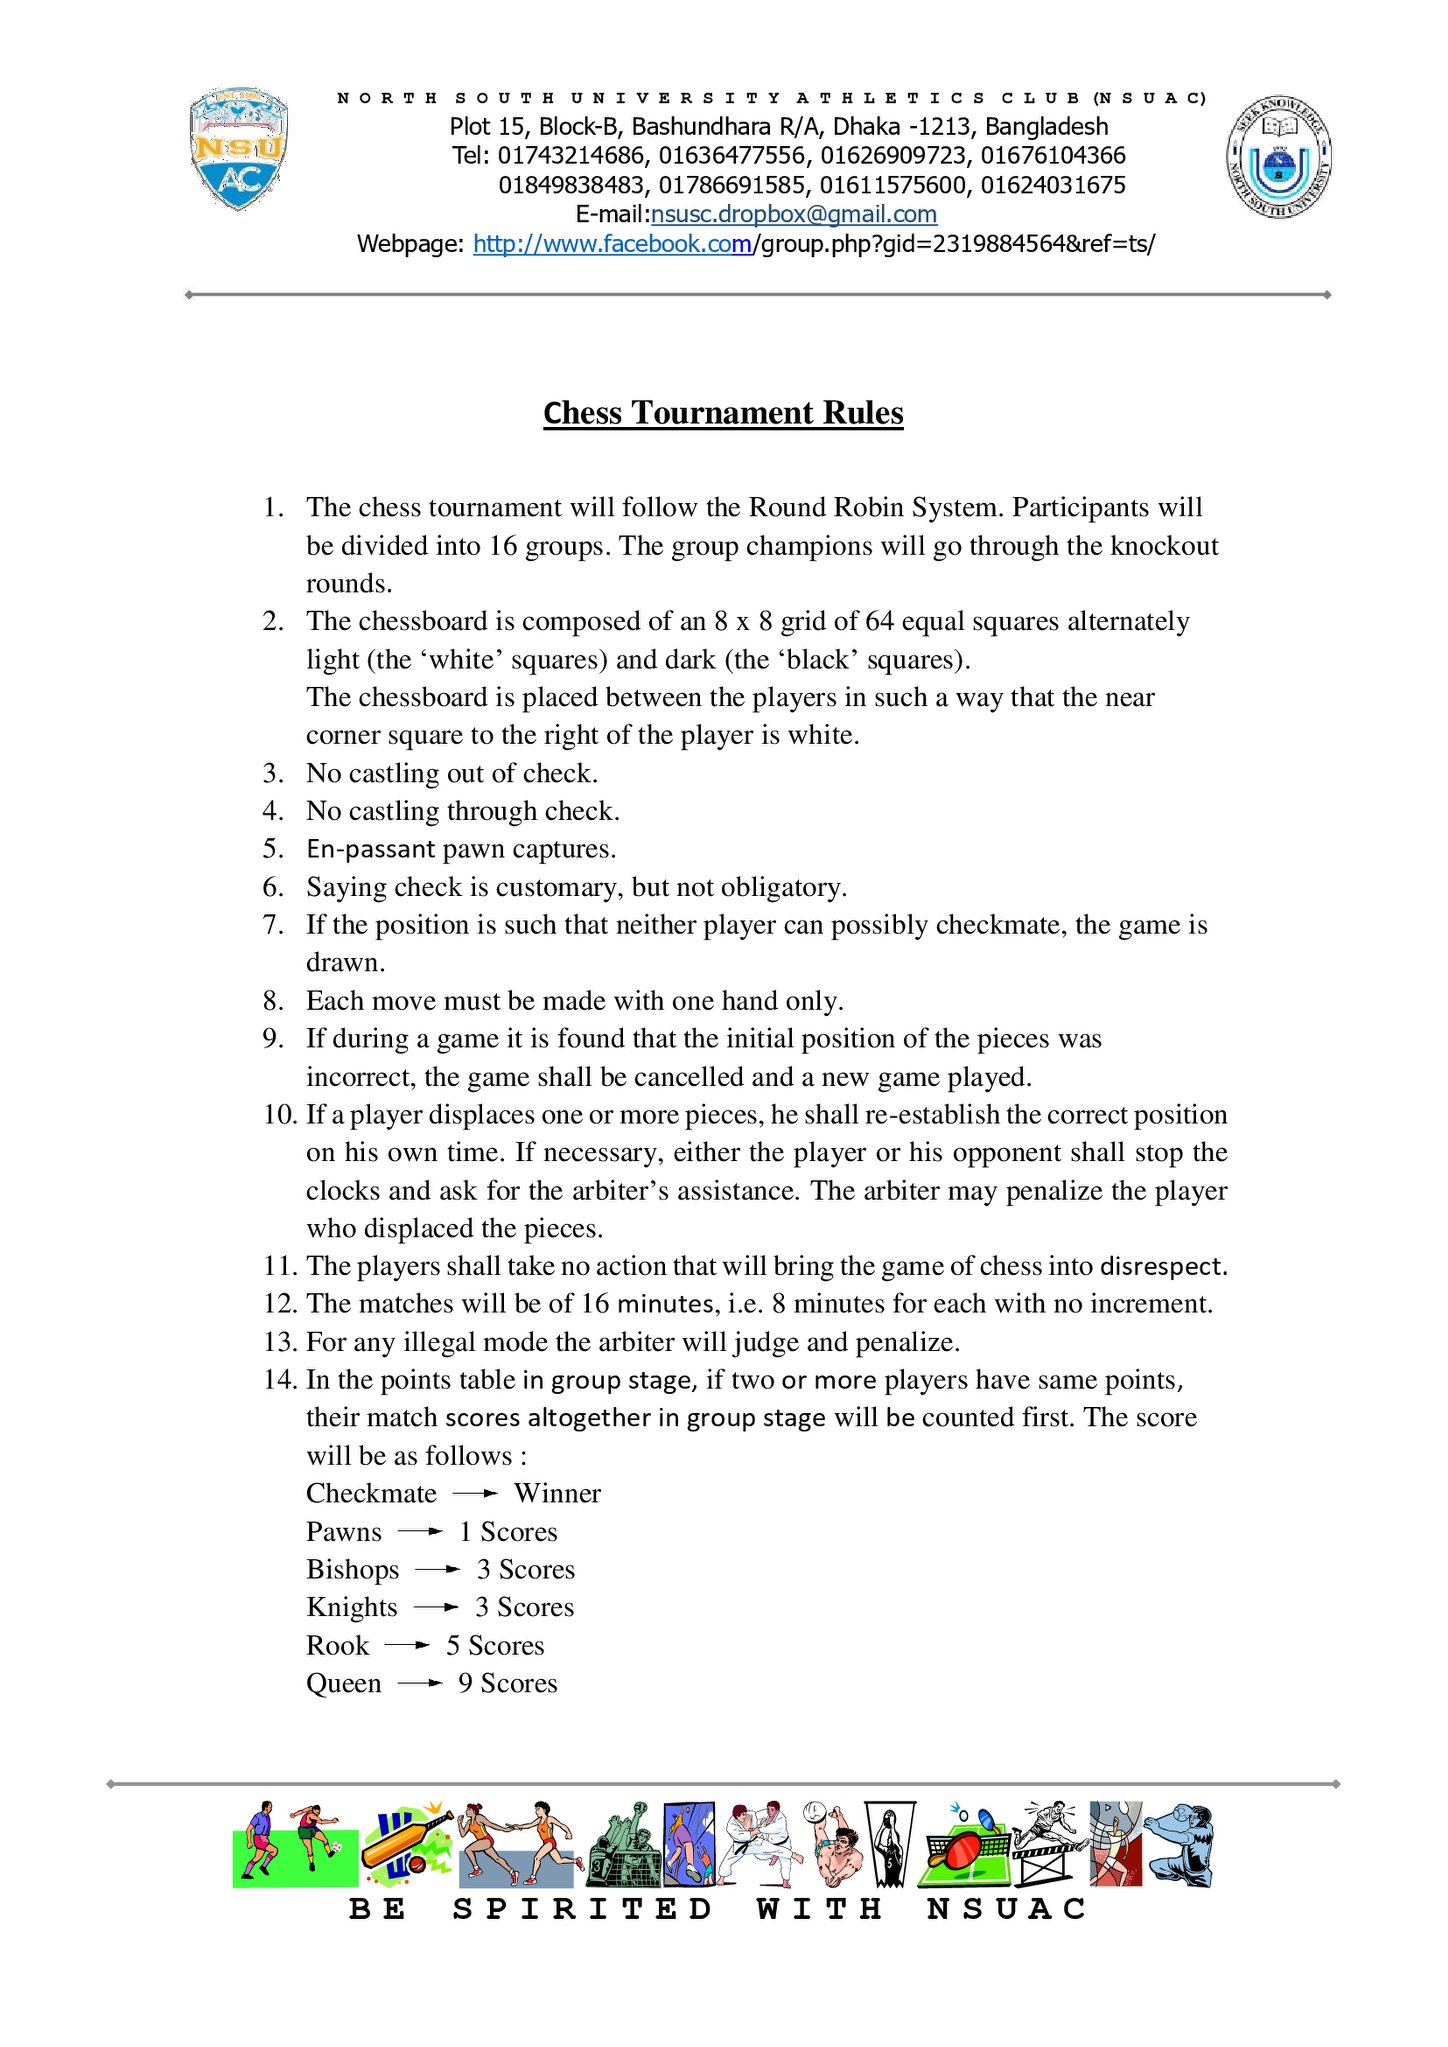 NORTH SOUTH UNIVERSITY ATHLETICS CLUB (NSUAC)
Plot 15, Block-B, Bashundhara R/A, Dhaka -1213, Bangladesh
Tel: 01743214686, 01636477556, 01626909723, 01676104366
01849838483, 01786691585, 01611575600, 01624031675
E-mail:nsusc.dropbox@gmail.com
Webpage: http://www.facebook.com/group.php?gid=2319884564&ref=ts/
NSU
AC
SEEK KNOWLEDGE
NORTH SOUTH UNIVERSITY
Chess Tournament Rules
1. The chess tournament will follow the Round Robin System. Participants will
be divided into 16 groups. The group champions will go through the knockout
rounds.
2. The chessboard is composed of an 8 x 8 grid of 64 equal squares alternately
light (the ‘white’ squares) and dark (the ‘black’ squares).
The chessboard is placed between the players in such a way that the near
corner square to the right of the player is white.
3. No castling out of check.
4. No castling through check.
5. En-passant pawn captures.
6. Saying check is customary, but not obligatory.
7. If the position is such that neither player can possibly checkmate, the game is
drawn.
8. Each move must be made with one hand only.
9. If during a game it is found that the initial position of the pieces was
incorrect, the game shall be cancelled and a new game played.
10. If a player displaces one or more pieces, he shall re-establish the correct position
on his own time. If necessary, either the player or his opponent shall stop the
clocks and ask for the arbiter’s assistance. The arbiter may penalize the player
who displaced the pieces.
11. The players shall take no action that will bring the game of chess into disrespect.
12. The matches will be of 16 minutes, i.e. 8 minutes for each with no increment.
13. For any illegal mode the arbiter will judge and penalize.
14. In the points table in group stage, if two or more players have same points,
their match scores altogether in group stage will be counted first. The score
will be as follows :
Checkmate → Winner
Pawns → 1 Scores
Bishops → 3 Scores
Knights → 3 Scores
Rook → 5 Scores
Queen → 9 Scores
BE SPIRITED WITH NSUAC